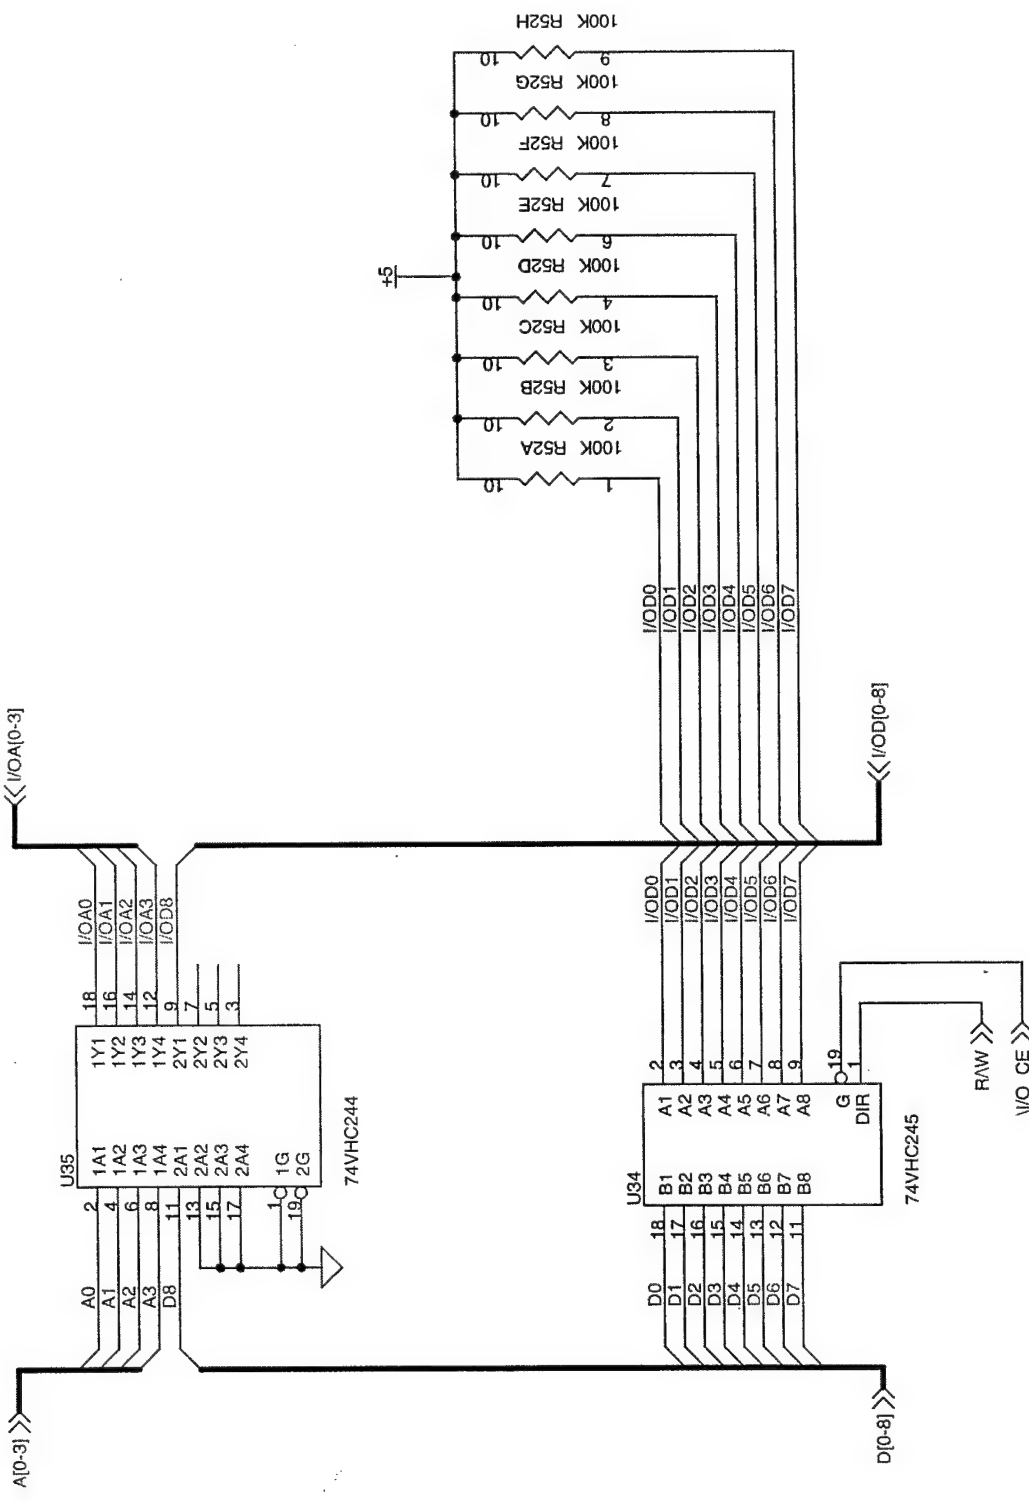 A[0-3]
I/OA[0-3]
U35
A0 2 1A1 1Y1 18 I/OA0
A1 4 1A2 1Y2 16 I/OA1
A2 6 1A3 1Y3 14 I/OA2
A3 8 1A4 1Y4 12 I/OA3
D8 11 2A1 2Y1 9 I/OD8
13 2A2 2Y2 7
15 2A3 2Y3 5
17 2A4 2Y4 3
1 1G
19 2G
74VHC244
+5
100K R52H
10 9
100K R52G
10 8
100K R52F
10 7
100K R52E
10 6
100K R52D
10 4
100K R52C
10 3
100K R52B
10 2
100K R52A
10 1
U34
D0 18 B1 A1 2 I/OD0 I/OD0
D1 17 B2 A2 3 I/OD1 I/OD1
D2 16 B3 A3 4 I/OD2 I/OD2
D3 15 B4 A4 5 I/OD3 I/OD3
D4 14 B5 A5 6 I/OD4 I/OD4
D5 13 B6 A6 7 I/OD5 I/OD5
D6 12 B7 A7 8 I/OD6 I/OD6
D7 11 B8 A8 9 I/OD7 I/OD7
G 19
DIR 1
74VHC245
D[0-8]
I/OD[0-8]
R/\W
\I/O_CE